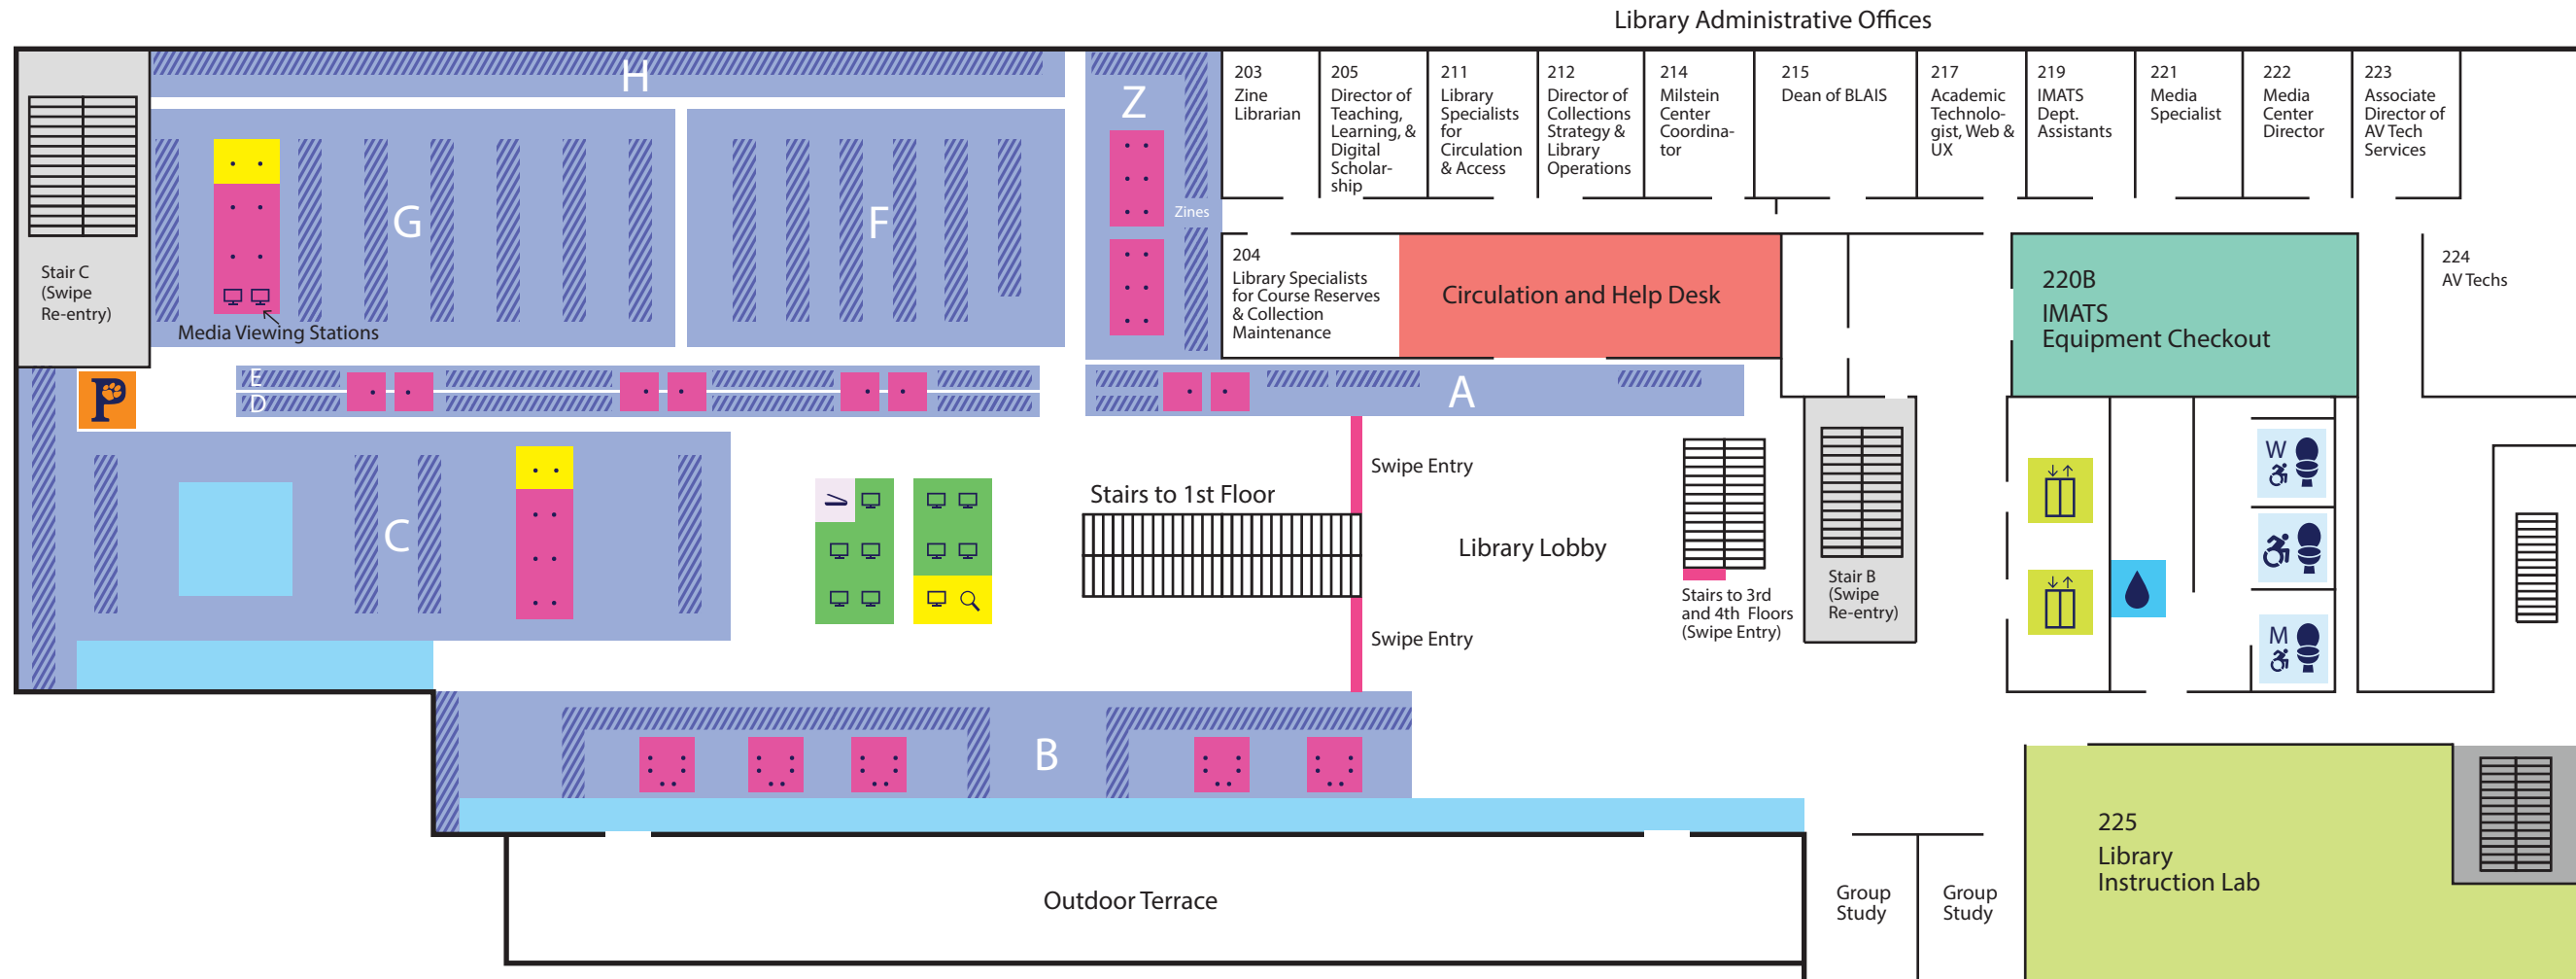 Library Administrative Offices
H
Z
203
Zine
Librarian
205
Director of
Teaching,
Learning, &
Digital
Scholar-
ship
211
Library
Specialists
for
Circulation
& Access
212
Director of
Collections
Strategy &
Library
Operations
214
Milstein
Center
Coordina-
tor
215
Dean of BLAIS
217
Academic
Technolo-
gist, Web &
UX
219
IMATS
Dept.
Assistants
221
Media
Specialist
222
Media
Center
Director
223
Associate
Director of
AV Tech
Services
G
F
Zines
Stair C
(Swipe
Re-entry)
Media Viewing Stations
204
Library Specialists
for Course Reserves
& Collection
Maintenance
Circulation and Help Desk
220B
IMATS
Equipment Checkout
224
AV Techs
P
E
D
A
Swipe Entry
Stairs to 1st Floor
C
Library Lobby
Swipe Entry
Stairs to 3rd
and 4th Floors
(Swipe Entry)
Stair B
(Swipe
Re-entry)
W
M
B
225
Library
Instruction Lab
Outdoor Terrace
Group
Study
Group
Study